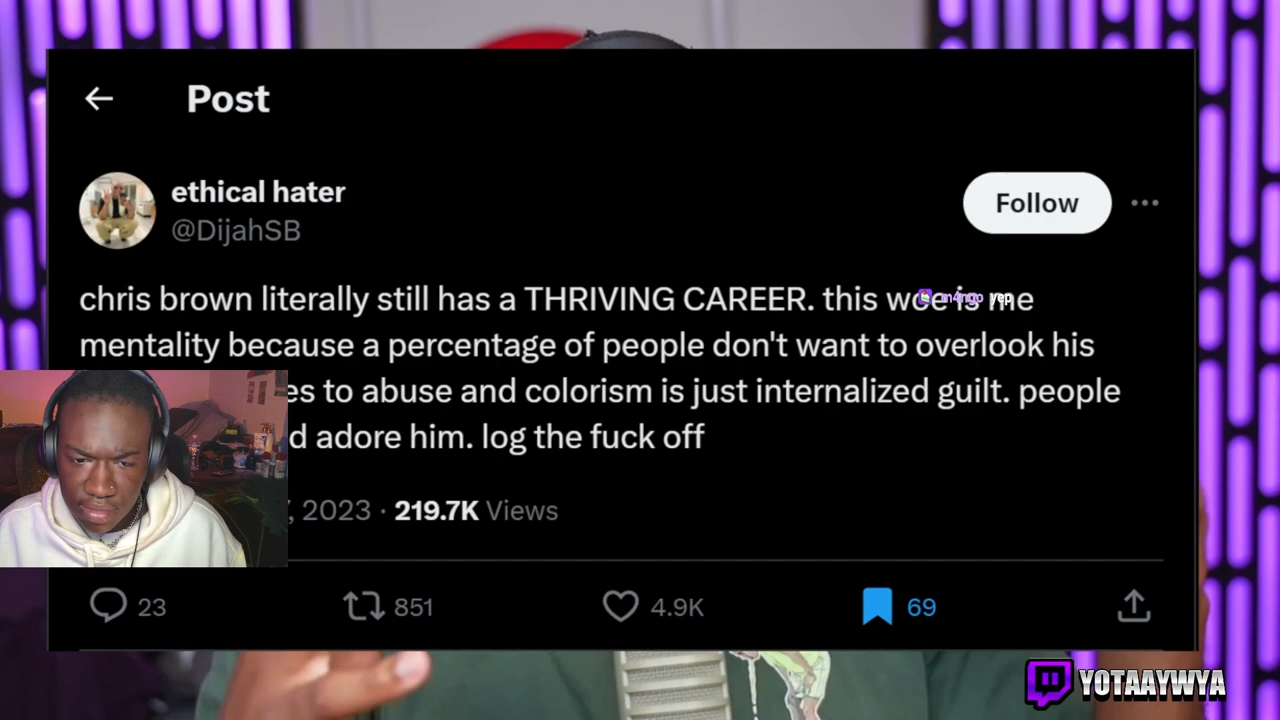 Post
ethical hater
@DijahSB
Follow
chris brown literally still has a THRIVING CAREER. this woe is me
mentality because a percentage of people don't want to overlook his
es to abuse and colorism is just internalized guilt. people
d adore him. log the fuck off
, 2023 · 219.7K Views
23
851
4.9K
69
m4ngo yep
YOTAAYWYA